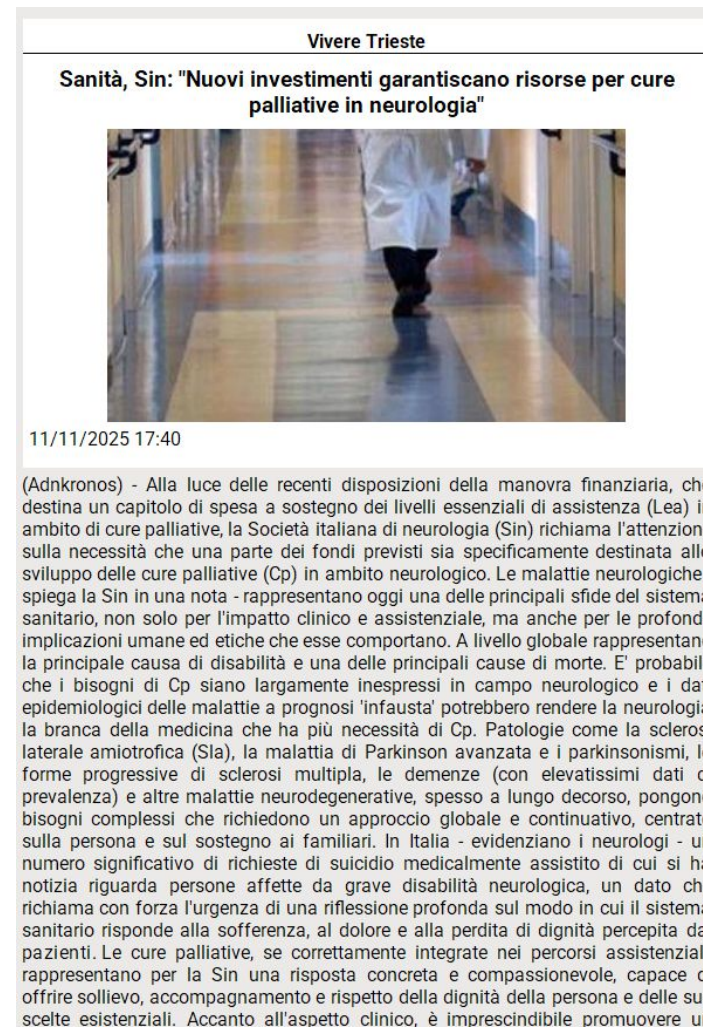 Vivere Trieste
Sanità, Sin: "Nuovi investimenti garantiscano risorse per cure
palliative in neurologia"
11/11/2025 17:40
(Adnkronos) - Alla luce delle recenti disposizioni della manovra finanziaria, che
destina un capitolo di spesa a sostegno dei livelli essenziali di assistenza (Lea) i
ambito di cure palliative, la Società italiana di neurologia (Sin) richiama l'attenzion
sulla necessità che una parte dei fondi previsti sia specificamente destinata allo
sviluppo delle cure palliative (Cp) in ambito neurologico. Le malattie neurologiche
spiega la Sin in una nota - rappresentano oggi una delle principali sfide del sistema
sanitario, non solo per l'impatto clinico e assistenziale, ma anche per le profond
implicazioni umane ed etiche che esse comportano. A livello globale rappresentano
la principale causa di disabilità e una delle principali cause di morte. E' probabil
che i bisogni di Cp siano largamente inespressi in campo neurologico e i dat
epidemiologici delle malattie a prognosi 'infausta' potrebbero rendere la neurologia
la branca della medicina che ha più necessità di Cp. Patologie come la scleros
laterale amiotrofica (Sla), la malattia di Parkinson avanzata e i parkinsonismi, le
forme progressive di sclerosi multipla, le demenze (con elevatissimi dati d
prevalenza) e altre malattie neurodegenerative, spesso a lungo decorso, pongono
bisogni complessi che richiedono un approccio globale e continuativo, centrato
sulla persona e sul sostegno ai familiari. In Italia - evidenziano i neurologi - un
numero significativo di richieste di suicidio medicalmente assistito di cui si ha
notizia riguarda persone affette da grave disabilità neurologica, un dato che
richiama con forza l'urgenza di una riflessione profonda sul modo in cui il sistema
sanitario risponde alla sofferenza, al dolore e alla perdita di dignità percepita da
pazienti. Le cure palliative, se correttamente integrate nei percorsi assistenzial
rappresentano per la Sin una risposta concreta e compassionevole, capace d
offrire sollievo, accompagnamento e rispetto della dignità della persona e delle su
scelte esistenziali. Accanto all'aspetto clinico, è imprescindibile promuovere u